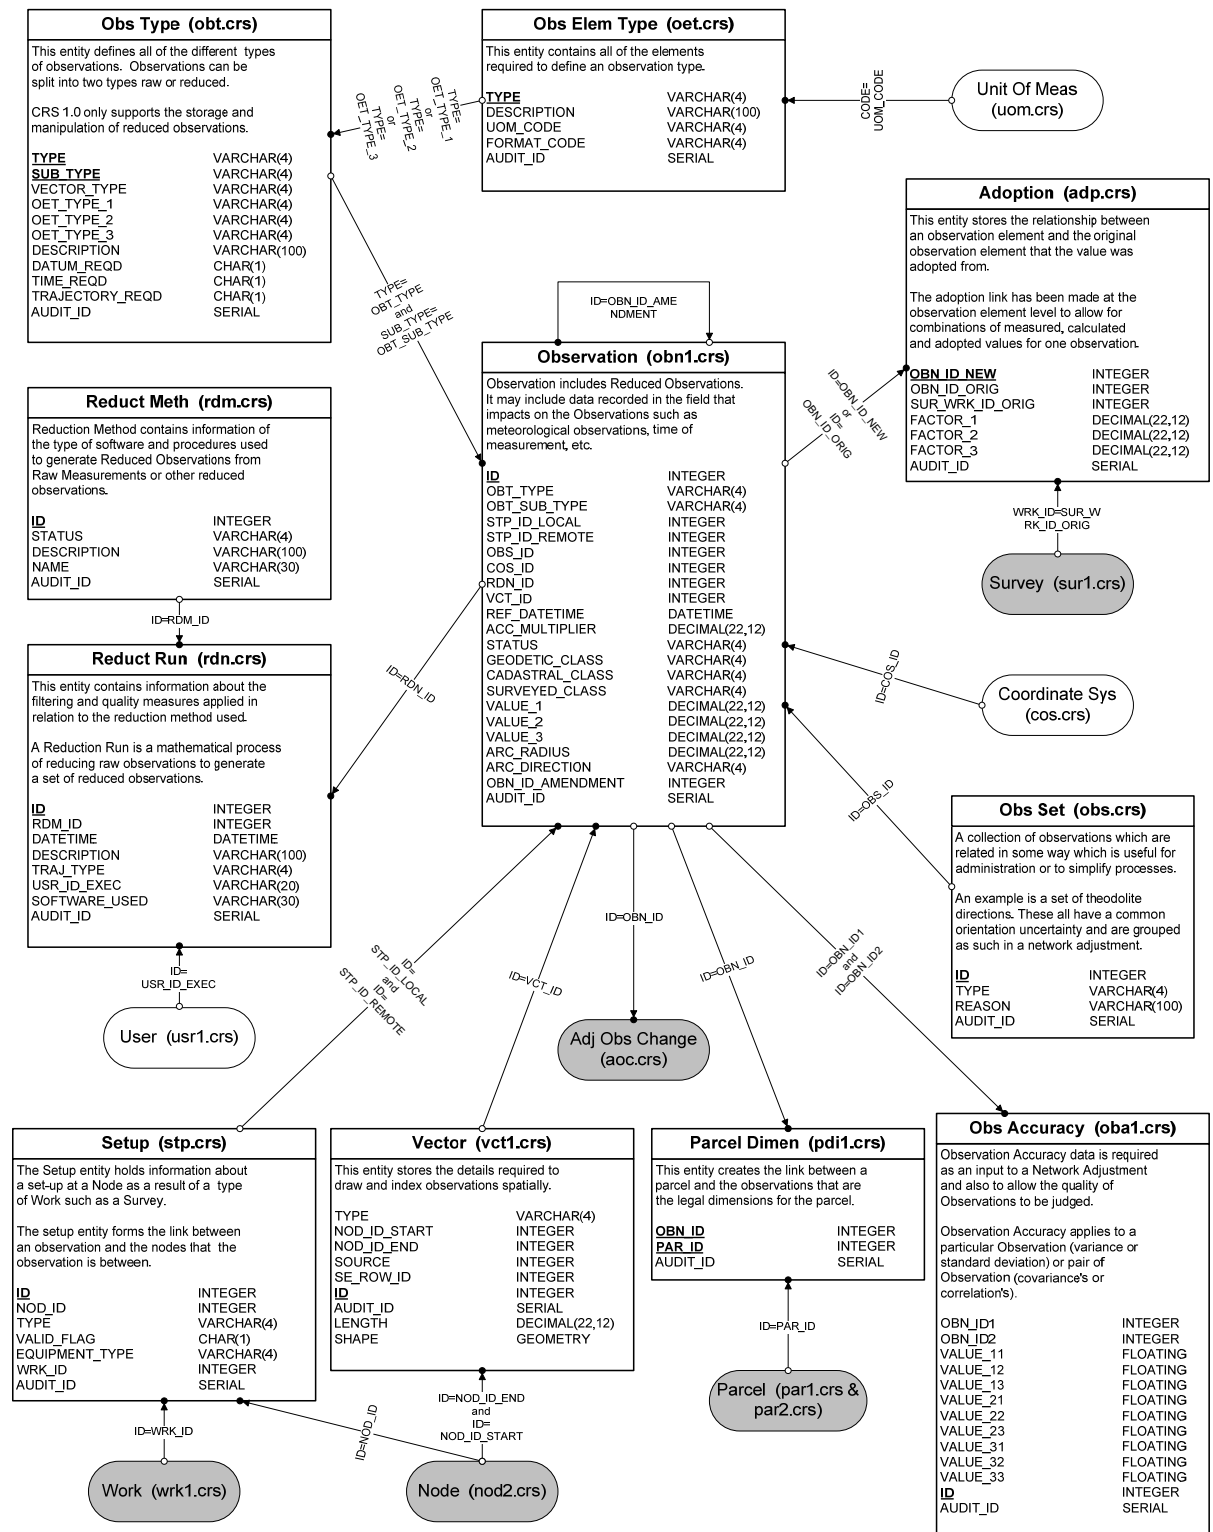 Obs Type (obt.crs)
This entity defines all of the different types
of observations. Observations can be
split into two types raw or reduced.
CRS 1.0 only supports the storage and
manipulation of reduced observations.
TYPE VARCHAR(4)
SUB_TYPE VARCHAR(4)
VECTOR_TYPE VARCHAR(4)
OET_TYPE_1 VARCHAR(4)
OET_TYPE_2 VARCHAR(4)
OET_TYPE_3 VARCHAR(4)
DESCRIPTION VARCHAR(100)
DATUM_REQD CHAR(1)
TIME_REQD CHAR(1)
TRAJECTORY_REQD CHAR(1)
AUDIT_ID SERIAL
TYPE=
OET_TYPE_1
or
TYPE=
OET_TYPE_2
or
TYPE=
OET_TYPE_3
Obs Elem Type (oet.crs)
This entity contains all of the elements
required to define an observation type.
TYPE VARCHAR(4)
DESCRIPTION VARCHAR(100)
UOM_CODE VARCHAR(4)
FORMAT_CODE VARCHAR(4)
AUDIT_ID SERIAL
CODE=
UOM_CODE
Unit Of Meas
(uom.crs)
Adoption (adp.crs)
This entity stores the relationship between
an observation element and the original
observation element that the value was
adopted from.
The adoption link has been made at the
observation element level to allow for
combinations of measured, calculated
and adopted values for one observation.
OBN_ID_NEW INTEGER
OBN_ID_ORIG INTEGER
SUR_WRK_ID_ORIG INTEGER
FACTOR_1 DECIMAL(22,12)
FACTOR_2 DECIMAL(22,12)
FACTOR_3 DECIMAL(22,12)
AUDIT_ID SERIAL
WRK_ID=SUR_W
RK_ID_ORIG
Survey (sur1.crs)
TYPE=
OBT_TYPE
and
SUB_TYPE=
OBT_SUB_TYPE
ID=OBN_ID_AME
NDMENT
ID=OBN_ID_NEW
or
ID=
OBN_ID_ORIG
Observation (obn1.crs)
Observation includes Reduced Observations.
It may include data recorded in the field that
impacts on the Observations such as
meteorological observations, time of
measurement, etc.
ID INTEGER
OBT_TYPE VARCHAR(4)
OBT_SUB_TYPE VARCHAR(4)
STP_ID_LOCAL INTEGER
STP_ID_REMOTE INTEGER
OBS_ID INTEGER
COS_ID INTEGER
RDN_ID INTEGER
VCT_ID INTEGER
REF_DATETIME DATETIME
ACC_MULTIPLIER DECIMAL(22,12)
STATUS VARCHAR(4)
GEODETIC_CLASS VARCHAR(4)
CADASTRAL_CLASS VARCHAR(4)
SURVEYED_CLASS VARCHAR(4)
VALUE_1 DECIMAL(22,12)
VALUE_2 DECIMAL(22,12)
VALUE_3 DECIMAL(22,12)
ARC_RADIUS DECIMAL(22,12)
ARC_DIRECTION VARCHAR(4)
OBN_ID_AMENDMENT INTEGER
AUDIT_ID SERIAL
Reduct Meth (rdm.crs)
Reduction Method contains information of
the type of software and procedures used
to generate Reduced Observations from
Raw Measurements or other reduced
observations.
ID INTEGER
STATUS VARCHAR(4)
DESCRIPTION VARCHAR(100)
NAME VARCHAR(30)
AUDIT_ID SERIAL
ID=RDM_ID
Reduct Run (rdn.crs)
This entity contains information about the
filtering and quality measures applied in
relation to the reduction method used.
A Reduction Run is a mathematical process
of reducing raw observations to generate
a set of reduced observations.
ID INTEGER
RDM_ID INTEGER
DATETIME DATETIME
DESCRIPTION VARCHAR(100)
TRAJ_TYPE VARCHAR(4)
USR_ID_EXEC VARCHAR(20)
SOFTWARE_USED VARCHAR(30)
AUDIT_ID SERIAL
ID=
USR_ID_EXEC
User (usr1.crs)
ID=RDN_ID
ID=COS_ID
Coordinate Sys
(cos.crs)
ID=OBS_ID
Obs Set (obs.crs)
A collection of observations which are
related in some way which is useful for
administration or to simplify processes.
An example is a set of theodolite
directions. These all have a common
orientation uncertainty and are grouped
as such in a network adjustment.
ID INTEGER
TYPE VARCHAR(4)
REASON VARCHAR(100)
AUDIT_ID SERIAL
ID=
STP_ID_LOCAL
and
ID=
STP_ID_REMOTE
ID=VCT_ID
ID=OBN_ID
Adj Obs Change
(aoc.crs)
ID=OBN_ID
ID=OBN_ID1
and
ID=OBN_ID2
Setup (stp.crs)
The Setup entity holds information about
a set-up at a Node as a result of a type
of Work such as a Survey.
The setup entity forms the link between
an observation and the nodes that the
observation is between.
ID INTEGER
NOD_ID INTEGER
TYPE VARCHAR(4)
VALID_FLAG CHAR(1)
EQUIPMENT_TYPE VARCHAR(4)
WRK_ID INTEGER
AUDIT_ID SERIAL
ID=WRK_ID
Work (wrk1.crs)
ID=NOD_ID
Vector (vct1.crs)
This entity stores the details required to
draw and index observations spatially.
TYPE VARCHAR(4)
NOD_ID_START INTEGER
NOD_ID_END INTEGER
SOURCE INTEGER
SE_ROW_ID INTEGER
ID INTEGER
AUDIT_ID SERIAL
LENGTH DECIMAL(22,12)
SHAPE GEOMETRY
ID=NOD_ID_END
and
ID=
NOD_ID_START
Node (nod2.crs)
Parcel Dimen (pdi1.crs)
This entity creates the link between a
parcel and the observations that are
the legal dimensions for the parcel.
OBN_ID INTEGER
PAR_ID INTEGER
AUDIT_ID SERIAL
ID=PAR_ID
Parcel (par1.crs &
par2.crs)
Obs Accuracy (oba1.crs)
Observation Accuracy data is required
as an input to a Network Adjustment
and also to allow the quality of
Observations to be judged.
Observation Accuracy applies to a
particular Observation (variance or
standard deviation) or pair of
Observation (covariance's or
correlation's).
OBN_ID1 INTEGER
OBN_ID2 INTEGER
VALUE_11 FLOATING
VALUE_12 FLOATING
VALUE_13 FLOATING
VALUE_21 FLOATING
VALUE_22 FLOATING
VALUE_23 FLOATING
VALUE_31 FLOATING
VALUE_32 FLOATING
VALUE_33 FLOATING
ID INTEGER
AUDIT_ID SERIAL